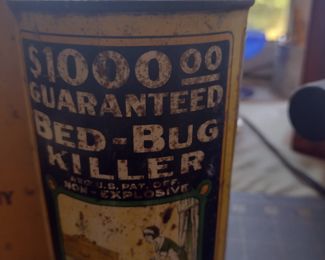 $1000.00
GUARANTEED
BED-BUG
KILLER
REG U.S. PAT. OFF.
NON-EXPLOSIVE